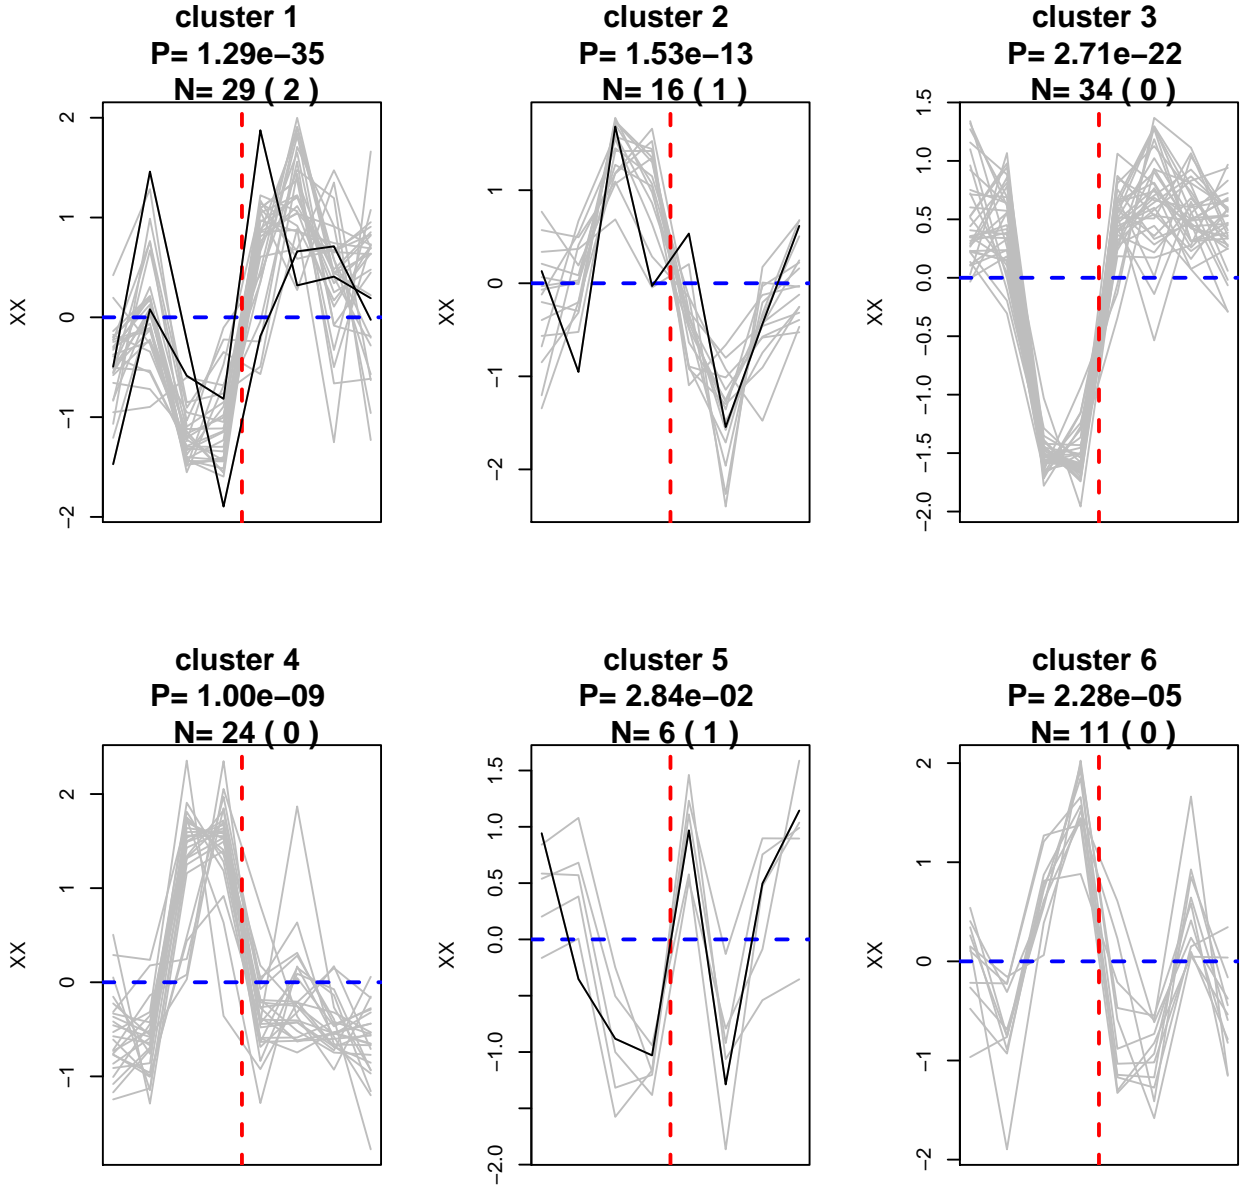 cluster 1
P= 1.29e−35
N= 29 ( 2 )
2
1
0
−1
−2
XX
cluster 2
P= 1.53e−13
N= 16 ( 1 )
1
0
−1
−2
XX
cluster 3
P= 2.71e−22
N= 34 ( 0 )
1.5
1.0
0.5
0.0
−0.5
−1.0
−1.5
−2.0
XX
cluster 4
P= 1.00e−09
N= 24 ( 0 )
2
1
0
−1
XX
cluster 5
P= 2.84e−02
N= 6 ( 1 )
1.5
1.0
0.5
0.0
−1.0
−2.0
XX
cluster 6
P= 2.28e−05
N= 11 ( 0 )
2
1
0
−1
−2
XX